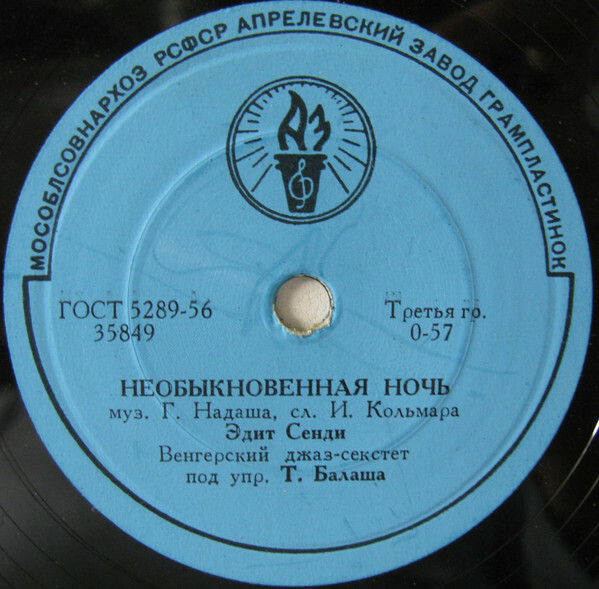 МОСОБЛСОВНАРХОЗ РСФСР АПРЕЛЕВСКИЙ ЗАВОД ГРАМПЛАСТИНОК
АЗ
ГОСТ 5289-56
35849
Третья гр.
0-57
НЕОБЫКНОВЕННАЯ НОЧЬ
муз. Г. Надаша, сл. И. Кольмара
Эдит Сенди
Венгерский джаз-секстет
под упр. Т. Балаша